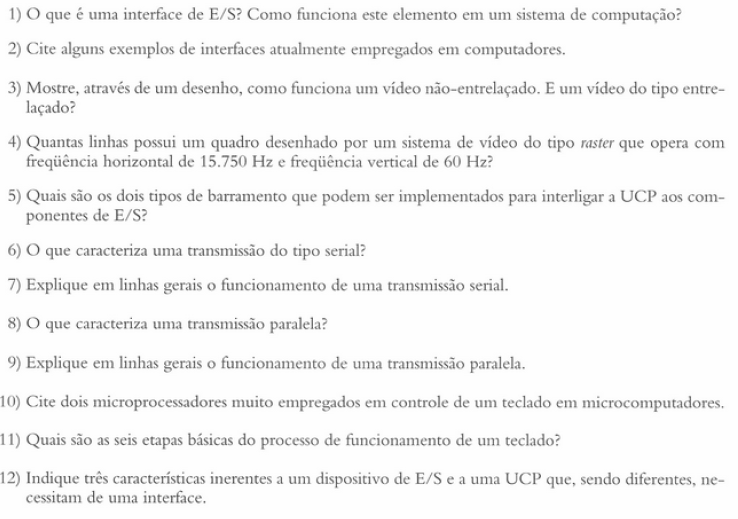 1) O que é uma interface de E/S? Como funciona este elemento em um sistema de computação?
2) Cite alguns exemplos de interfaces atualmente empregados em computadores.
3) Mostre, através de um desenho, como funciona um vídeo não-entrelaçado. E um vídeo do tipo entre-
laçado?
4) Quantas linhas possui um quadro desenhado por um sistema de vídeo do tipo raster que opera com
freqüência horizontal de 15.750 Hz e freqüência vertical de 60 Hz?
5) Quais são os dois tipos de barramento que podem ser implementados para interligar a UCP aos com-
ponentes de E/S?
6) O que caracteriza uma transmissão do tipo serial?
7) Explique em linhas gerais o funcionamento de uma transmissão serial.
8) O que caracteriza uma transmissão paralela?
9) Explique em linhas gerais o funcionamento de uma transmissão paralela.
10) Cite dois microprocessadores muito empregados em controle de um teclado em microcomputadores.
11) Quais são as seis etapas básicas do processo de funcionamento de um teclado?
12) Indique três características inerentes a um dispositivo de E/S e a uma UCP que, sendo diferentes, ne-
cessitam de uma interface.